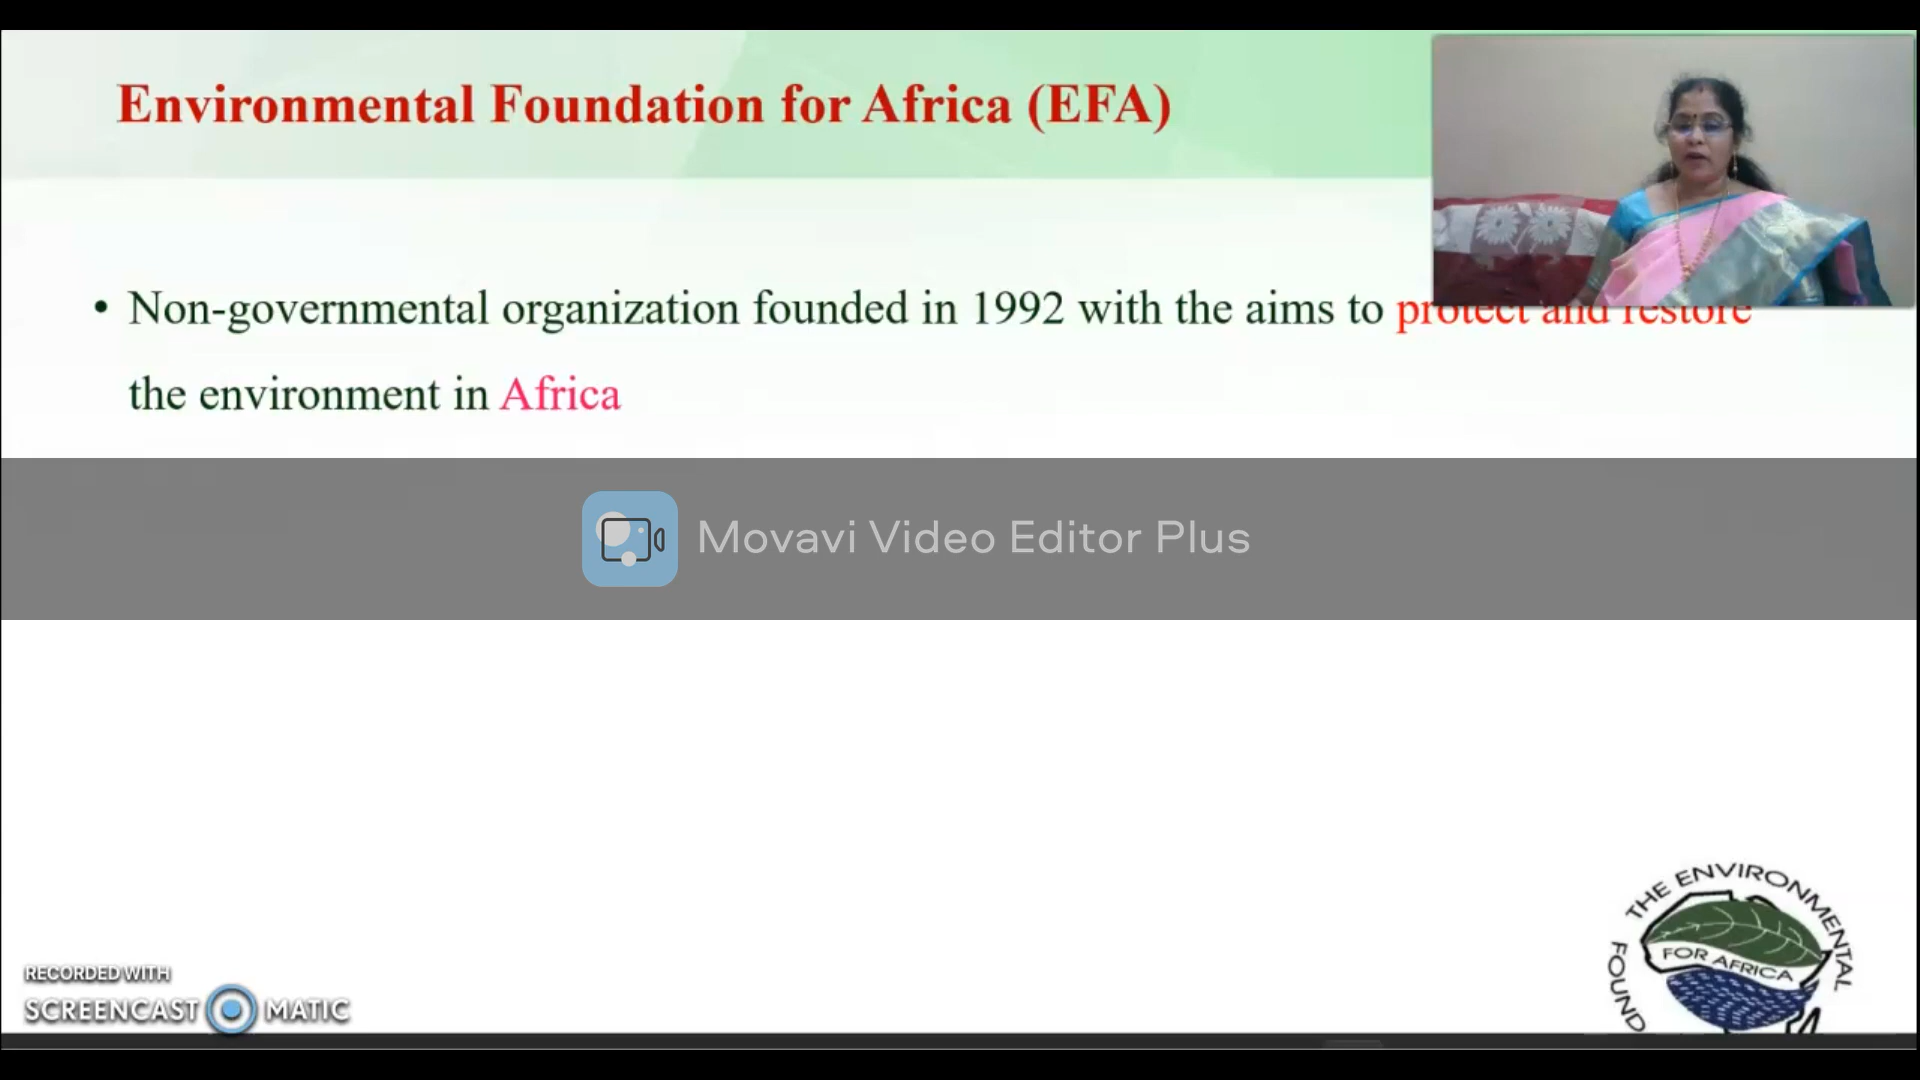 Environmental Foundation for Africa (EFA)
• Non-governmental organization founded in 1992 with the aims to protect and restore
the environment in Africa
Movavi Video Editor Plus
THE ENVIRONMENTAL
FOUND
FOR AFRICA
RECORDED WITH
SCREENCAST MATIC